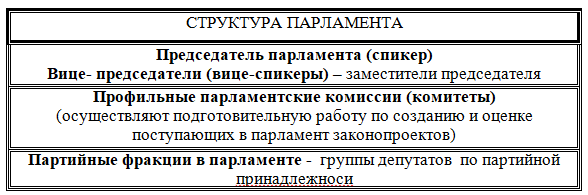 СТРУКТУРА ПАРЛАМЕНТА
Председатель парламента (спикер)
Вице- председатели (вице-спикеры) – заместители председателя
Профильные парламентские комиссии (комитеты)
(осуществляют подготовительную работу по созданию и оценке
поступающих в парламент законопроектов)
Партийные фракции в парламенте - группы депутатов по партийной
принадлежноси